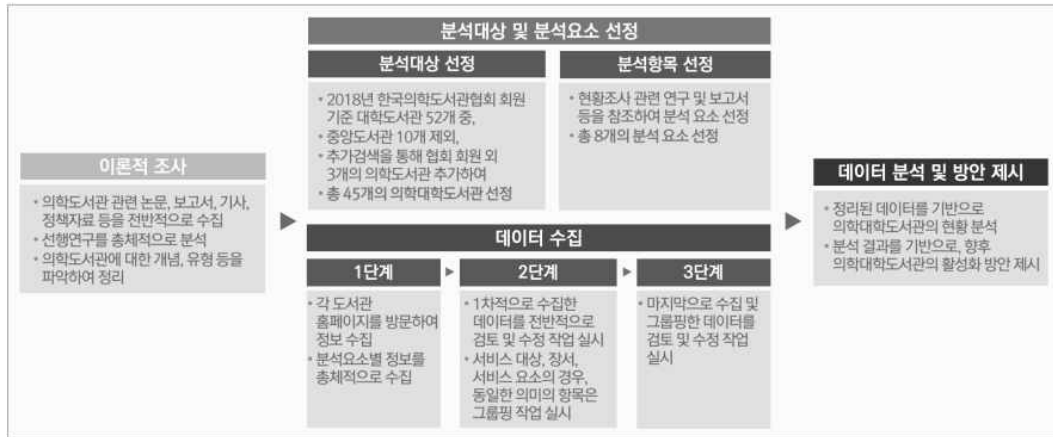 이론적 조사
• 의학도서관 관련 논문, 보고서, 기사,
정책자료 등을 전반적으로 수집
• 선행연구를 총체적으로 분석
• 의학도서관에 대한 개념, 유형 등을
파악하여 정리
분석대상 및 분석요소 선정
분석대상 선정
• 2018년 한국의학도서관협회 회원
기준 대학도서관 52개 중,
• 중앙도서관 10개 제외,
• 추가검색을 통해 협회 회원 외
3개의 의학도서관 추가하여
• 총 45개의 의학대학도서관 선정
분석항목 선정
• 현황조사 관련 연구 및 보고서
등을 참조하여 분석 요소 선정
• 총 8개의 분석 요소 선정
데이터 수집
1단계
• 각 도서관
홈페이지를 방문하여
정보 수집
• 분석요소별 정보를
총체적으로 수집
2단계
• 1차적으로 수집한
데이터를 전반적으로
검토 및 수정 작업 실시
• 서비스 대상, 장서,
서비스 요소의 경우,
동일한 의미의 항목은
그룹핑 작업 실시
3단계
• 마지막으로 수집 및
그룹핑한 데이터를
검토 및 수정 작업
실시
데이터 분석 및 방안 제시
• 정리된 데이터를 기반으로
의학대학도서관의 현황 분석
• 분석 결과를 기반으로, 향후
의학대학도서관의 활성화 방안 제시